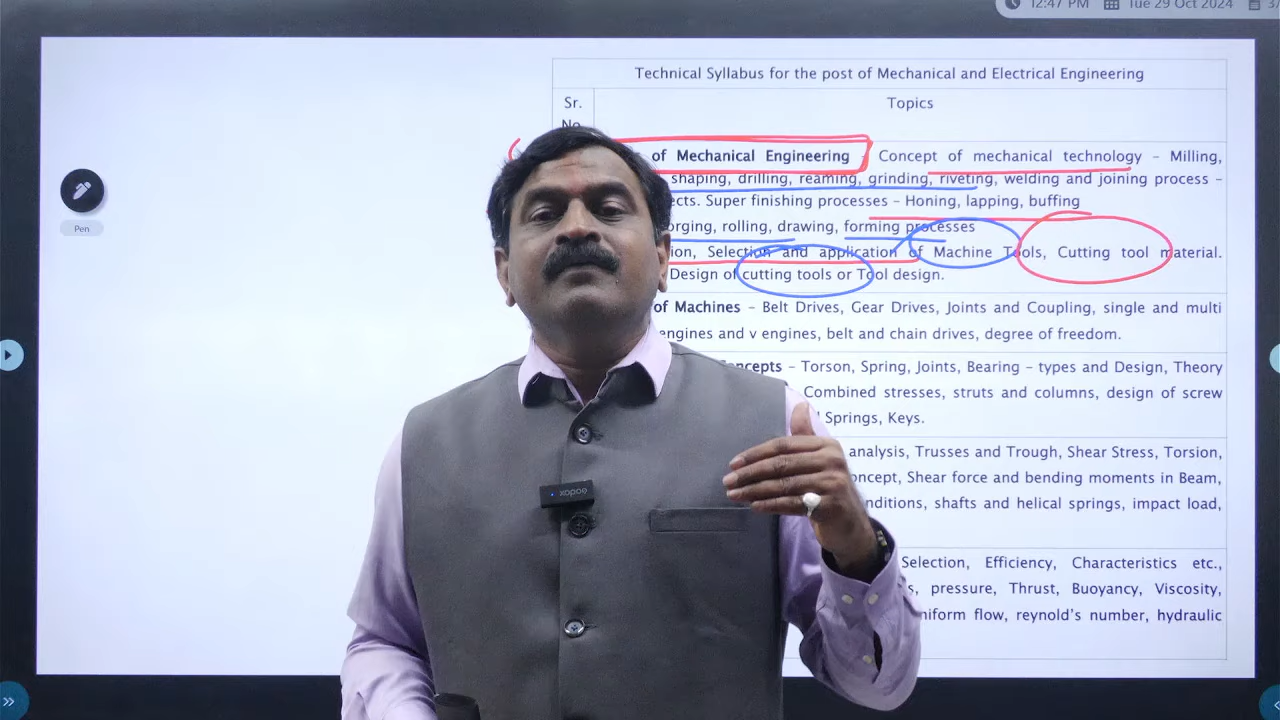 12:47 PM Tue 29 Oct 2024
Technical Syllabus for the post of Mechanical and Electrical Engineering
Sr. No Topics
of Mechanical Engineering – Concept of mechanical technology – Milling,
shaping, drilling, reaming, grinding, riveting, welding and joining process –
Super finishing processes – Honing, lapping, buffing
rolling, drawing, forming processes
Selection and application of Machine Tools, Cutting tool material.
Design of cutting tools or Tool design.
of Machines – Belt Drives, Gear Drives, Joints and Coupling, single and multi
engines and v engines, belt and chain drives, degree of freedom.
– Torson, Spring, Joints, Bearing – types and Design, Theory
Combined stresses, struts and columns, design of screw
Springs, Keys.
analysis, Trusses and Trough, Shear Stress, Torsion,
Shear force and bending moments in Beam,
shafts and helical springs, impact load,
Selection, Efficiency, Characteristics etc.,
pressure, Thrust, Buoyancy, Viscosity,
flow, reynold's number, hydraulic
Pen